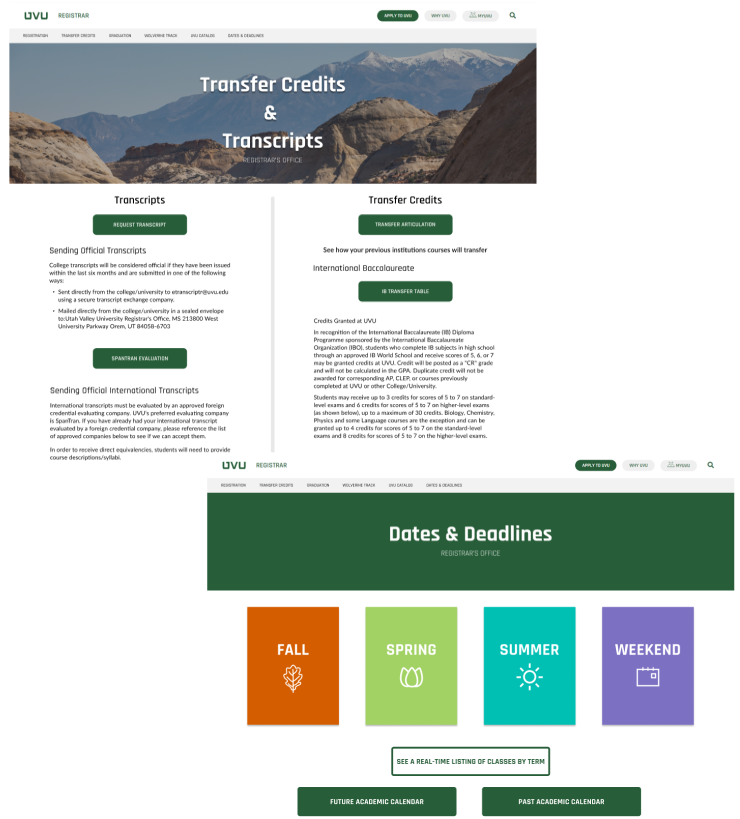 UVU REGISTRAR
APPLY TO UVU WHY UVU MYUVU
REGISTRATION TRANSFER CREDITS GRADUATION WOLVERINE TRACK UVU CATALOG DATES & DEADLINES
Transfer Credits
&
Transcripts
REGISTRAR'S OFFICE
Transcripts
REQUEST TRANSCRIPT
Sending Official Transcripts
College transcripts will be considered official if they have been issued
within the last six months and are submitted in one of the following
ways:
• Sent directly from the college/university to etranscriptr@uvu.edu
using a secure transcript exchange company.
• Mailed directly from the college/university in a sealed envelope
to:Utah Valley University Registrar's Office, MS 213800 West
University Parkway Orem, UT 84058-6703
SPANTRAN EVALUATION
Sending Official International Transcripts
International transcripts must be evaluated by an approved foreign
credential evaluating company. UVU's preferred evaluating company
is SpanTran. If you have already had your international transcript
evaluated by a foreign credential company, please reference the list
of approved companies below to see if we can accept them.
In order to receive direct equivalencies, students will need to provide
course descriptions/syllabi.
Transfer Credits
TRANSFER ARTICULATION
See how your previous institutions courses will transfer
International Baccalaureate
IB TRANSFER TABLE
Credits Granted at UVU
In recognition of the International Baccalaureate (IB) Diploma
Programme sponsored by the International Baccalaureate
Organization (IBO), students who complete IB subjects in high school
through an approved IB World School and receive scores of 5, 6, or 7
may be granted credits at UVU. Credit will be posted as a "CR" grade
and will not be calculated in the GPA. Duplicate credit will not be
awarded for corresponding AP, CLEP, or courses previously
completed at UVU or other College/University.
Students may receive up to 3 credits for scores of 5 to 7 on standard-
level exams and 6 credits for scores of 5 to 7 on higher-level exams
(as shown below), up to a maximum of 30 credits. Biology, Chemistry,
Physics and some Language courses are the exception and can be
granted up to 4 credits for scores of 5 to 7 on the standard-level
exams and 8 credits for scores of 5 to 7 on the higher-level exams.
UVU REGISTRAR
APPLY TO UVU WHY UVU MYUVU
REGISTRATION TRANSFER CREDITS GRADUATION WOLVERINE TRACK UVU CATALOG DATES & DEADLINES
Dates & Deadlines
REGISTRAR'S OFFICE
FALL
SPRING
SUMMER
WEEKEND
SEE A REAL-TIME LISTING OF CLASSES BY TERM
FUTURE ACADEMIC CALENDAR
PAST ACADEMIC CALENDAR